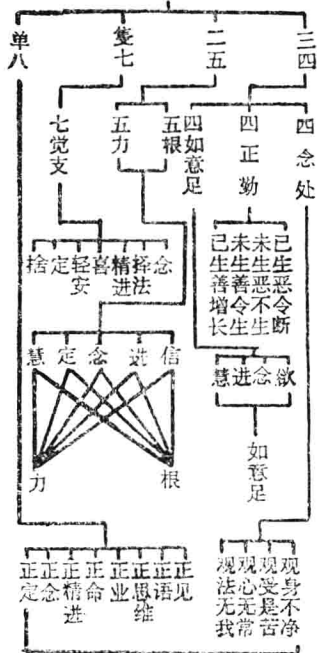 三四
二五
隻七
单八
四念处
四正勤
四如意足
五根
五力
七觉支
已生恶令断
未生恶不生
未生善令生
已生善增长
念
择法
精进
喜
轻安
定
捨
信
进
念
定
慧
欲
念
进
慧
根
力
如意足
观身不净
观受是苦
观心无常
观法无我
正见
正语
正思维
正业
正命
正精进
正念
正定